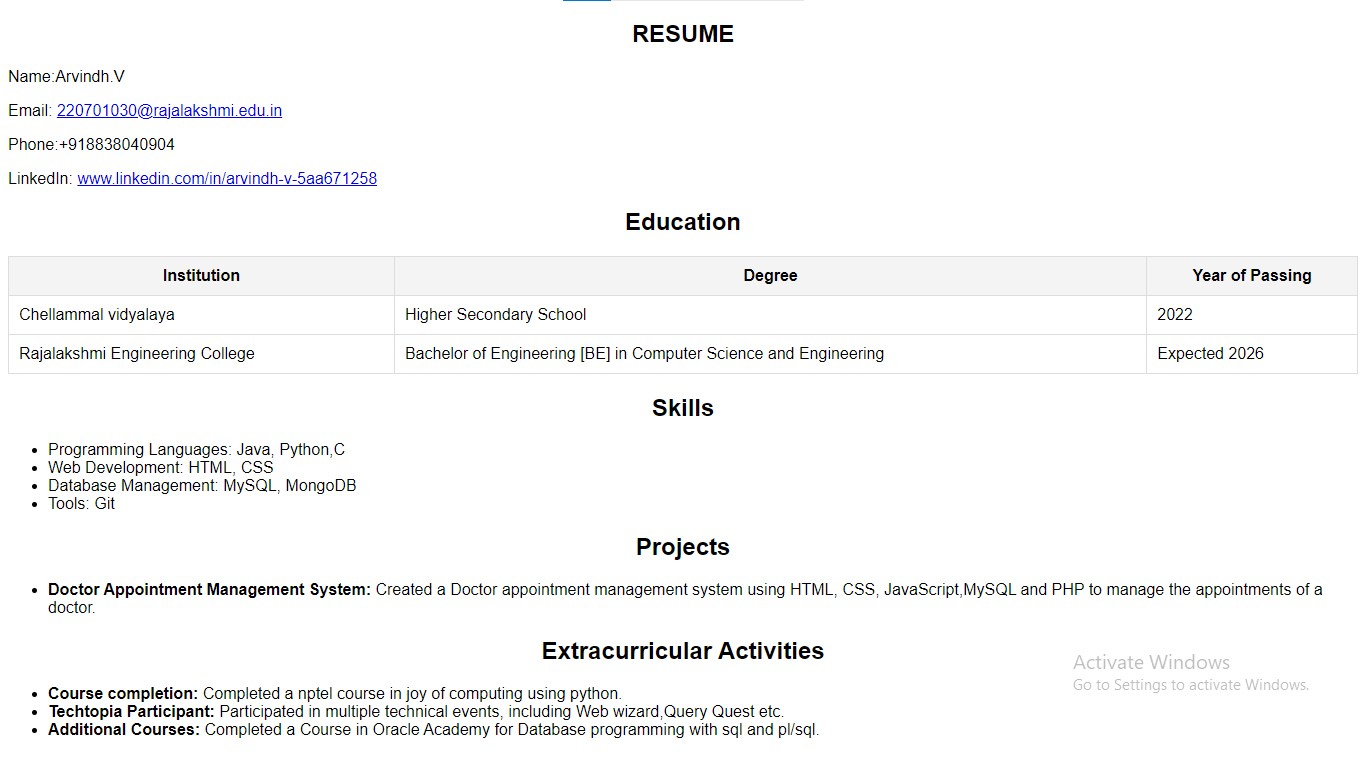 RESUME
Name:Arvindh.V
Email: 220701030@rajalakshmi.edu.in
Phone:+918838040904
LinkedIn: www.linkedin.com/in/arvindh-v-5aa671258
Education
Institution Degree Year of Passing
Chellammal vidyalaya Higher Secondary School 2022
Rajalakshmi Engineering College Bachelor of Engineering [BE] in Computer Science and Engineering Expected 2026
Skills
• Programming Languages: Java, Python,C
• Web Development: HTML, CSS
• Database Management: MySQL, MongoDB
• Tools: Git
Projects
• Doctor Appointment Management System: Created a Doctor appointment management system using HTML, CSS, JavaScript,MySQL and PHP to manage the appointments of a
doctor.
Extracurricular Activities
• Course completion: Completed a nptel course in joy of computing using python.
• Techtopia Participant: Participated in multiple technical events, including Web wizard,Query Quest etc.
• Additional Courses: Completed a Course in Oracle Academy for Database programming with sql and pl/sql.
Activate Windows
Go to Settings to activate Windows.